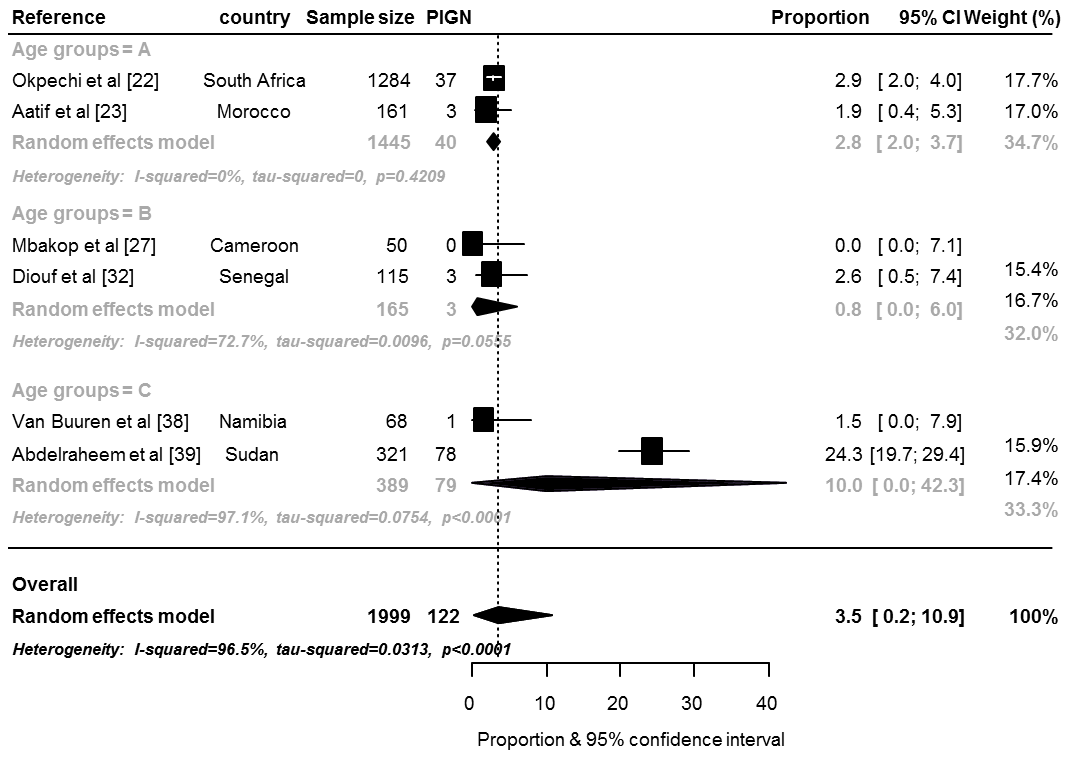 Reference country Sample size PIGN Proportion 95% CI Weight (%)
Age groups= A
Okpechi et al [22] South Africa 1284 37 2.9 [ 2.0; 4.0] 17.7%
Aatif et al [23] Morocco 161 3 1.9 [ 0.4; 5.3] 17.0%
Random effects model 1445 40 2.8 [ 2.0; 3.7] 34.7%
Heterogeneity: I-squared=0%, tau-squared=0, p=0.4209
Age groups= B
Mbakop et al [27] Cameroon 50 0 0.0 [ 0.0; 7.1] 15.4%
Diouf et al [32] Senegal 115 3 2.6 [ 0.5; 7.4] 16.7%
Random effects model 165 3 0.8 [ 0.0; 6.0] 32.0%
Heterogeneity: I-squared=72.7%, tau-squared=0.0096, p=0.0555
Age groups= C
Van Buuren et al [38] Namibia 68 1 1.5 [ 0.0; 7.9] 15.9%
Abdelraheem et al [39] Sudan 321 78 24.3 [19.7; 29.4] 17.4%
Random effects model 389 79 10.0 [ 0.0; 42.3] 33.3%
Heterogeneity: I-squared=97.1%, tau-squared=0.0754, p<0.0001
Overall
Random effects model 1999 122 3.5 [ 0.2; 10.9] 100%
Heterogeneity: I-squared=96.5%, tau-squared=0.0313, p<0.0001
0 10 20 30 40
Proportion & 95% confidence interval